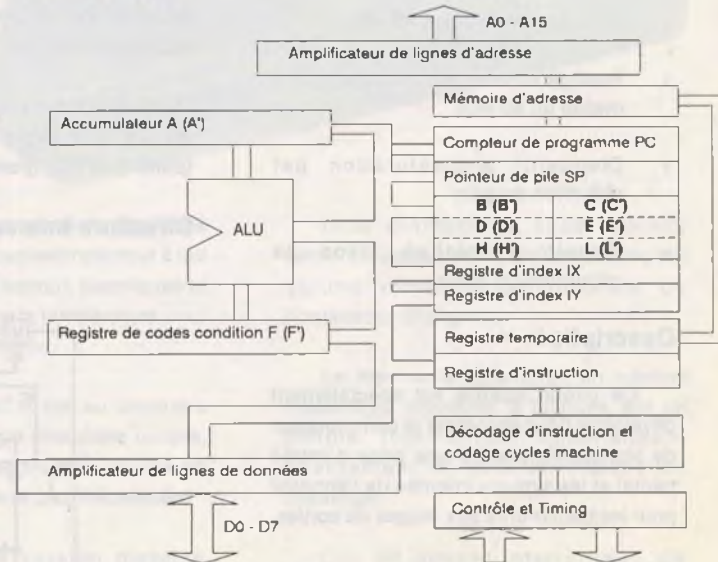 A0 - A15
Amplificateur de lignes d'adresse
Mémoire d'adresse
Accumulateur A (A')
Compteur de programme PC
Pointeur de pile SP
B (B') C (C')
D (D') E (E')
H (H') (L')
ALU
Registre d'index IX
Registre d'index IY
Registre de codes condition F (F')
Registre temporaire
Registre d'instruction
Décodage d'instruction et
codage cycles machine
Amplificateur de lignes de données
Contrôle et Timing
D0 - D7